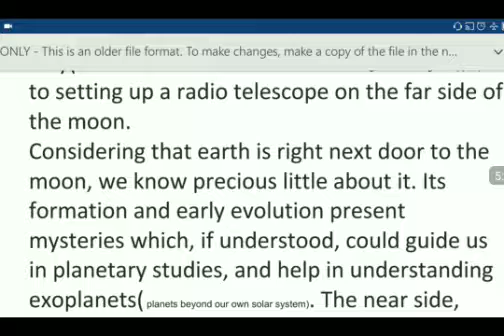 ONLY - This is an older file format. To make changes, make a copy of the file in the n...
to setting up a radio telescope on the far side of
the moon.
Considering that earth is right next door to the
moon, we know precious little about it. Its
formation and early evolution present
mysteries which, if understood, could guide us
in planetary studies, and help in understanding
exoplanets( planets beyond our own solar system). The near side,